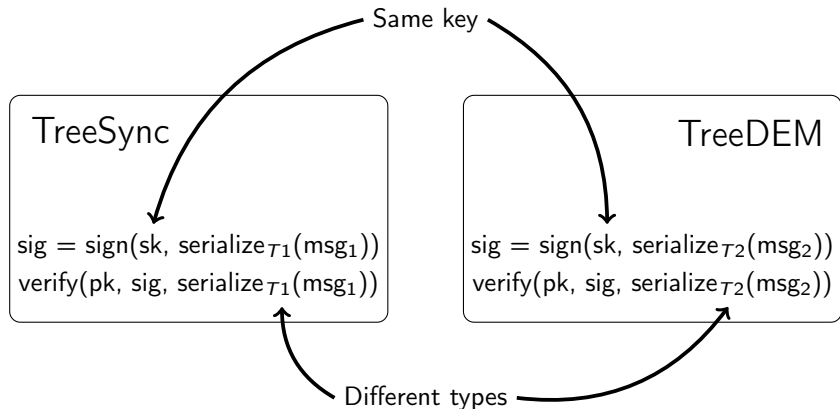 Same key
TreeSync
TreeDEM
sig = sign(sk, serialize_T1(msg_1))
verify(pk, sig, serialize_T1(msg_1))
sig = sign(sk, serialize_T2(msg_2))
verify(pk, sig, serialize_T2(msg_2))
Different types